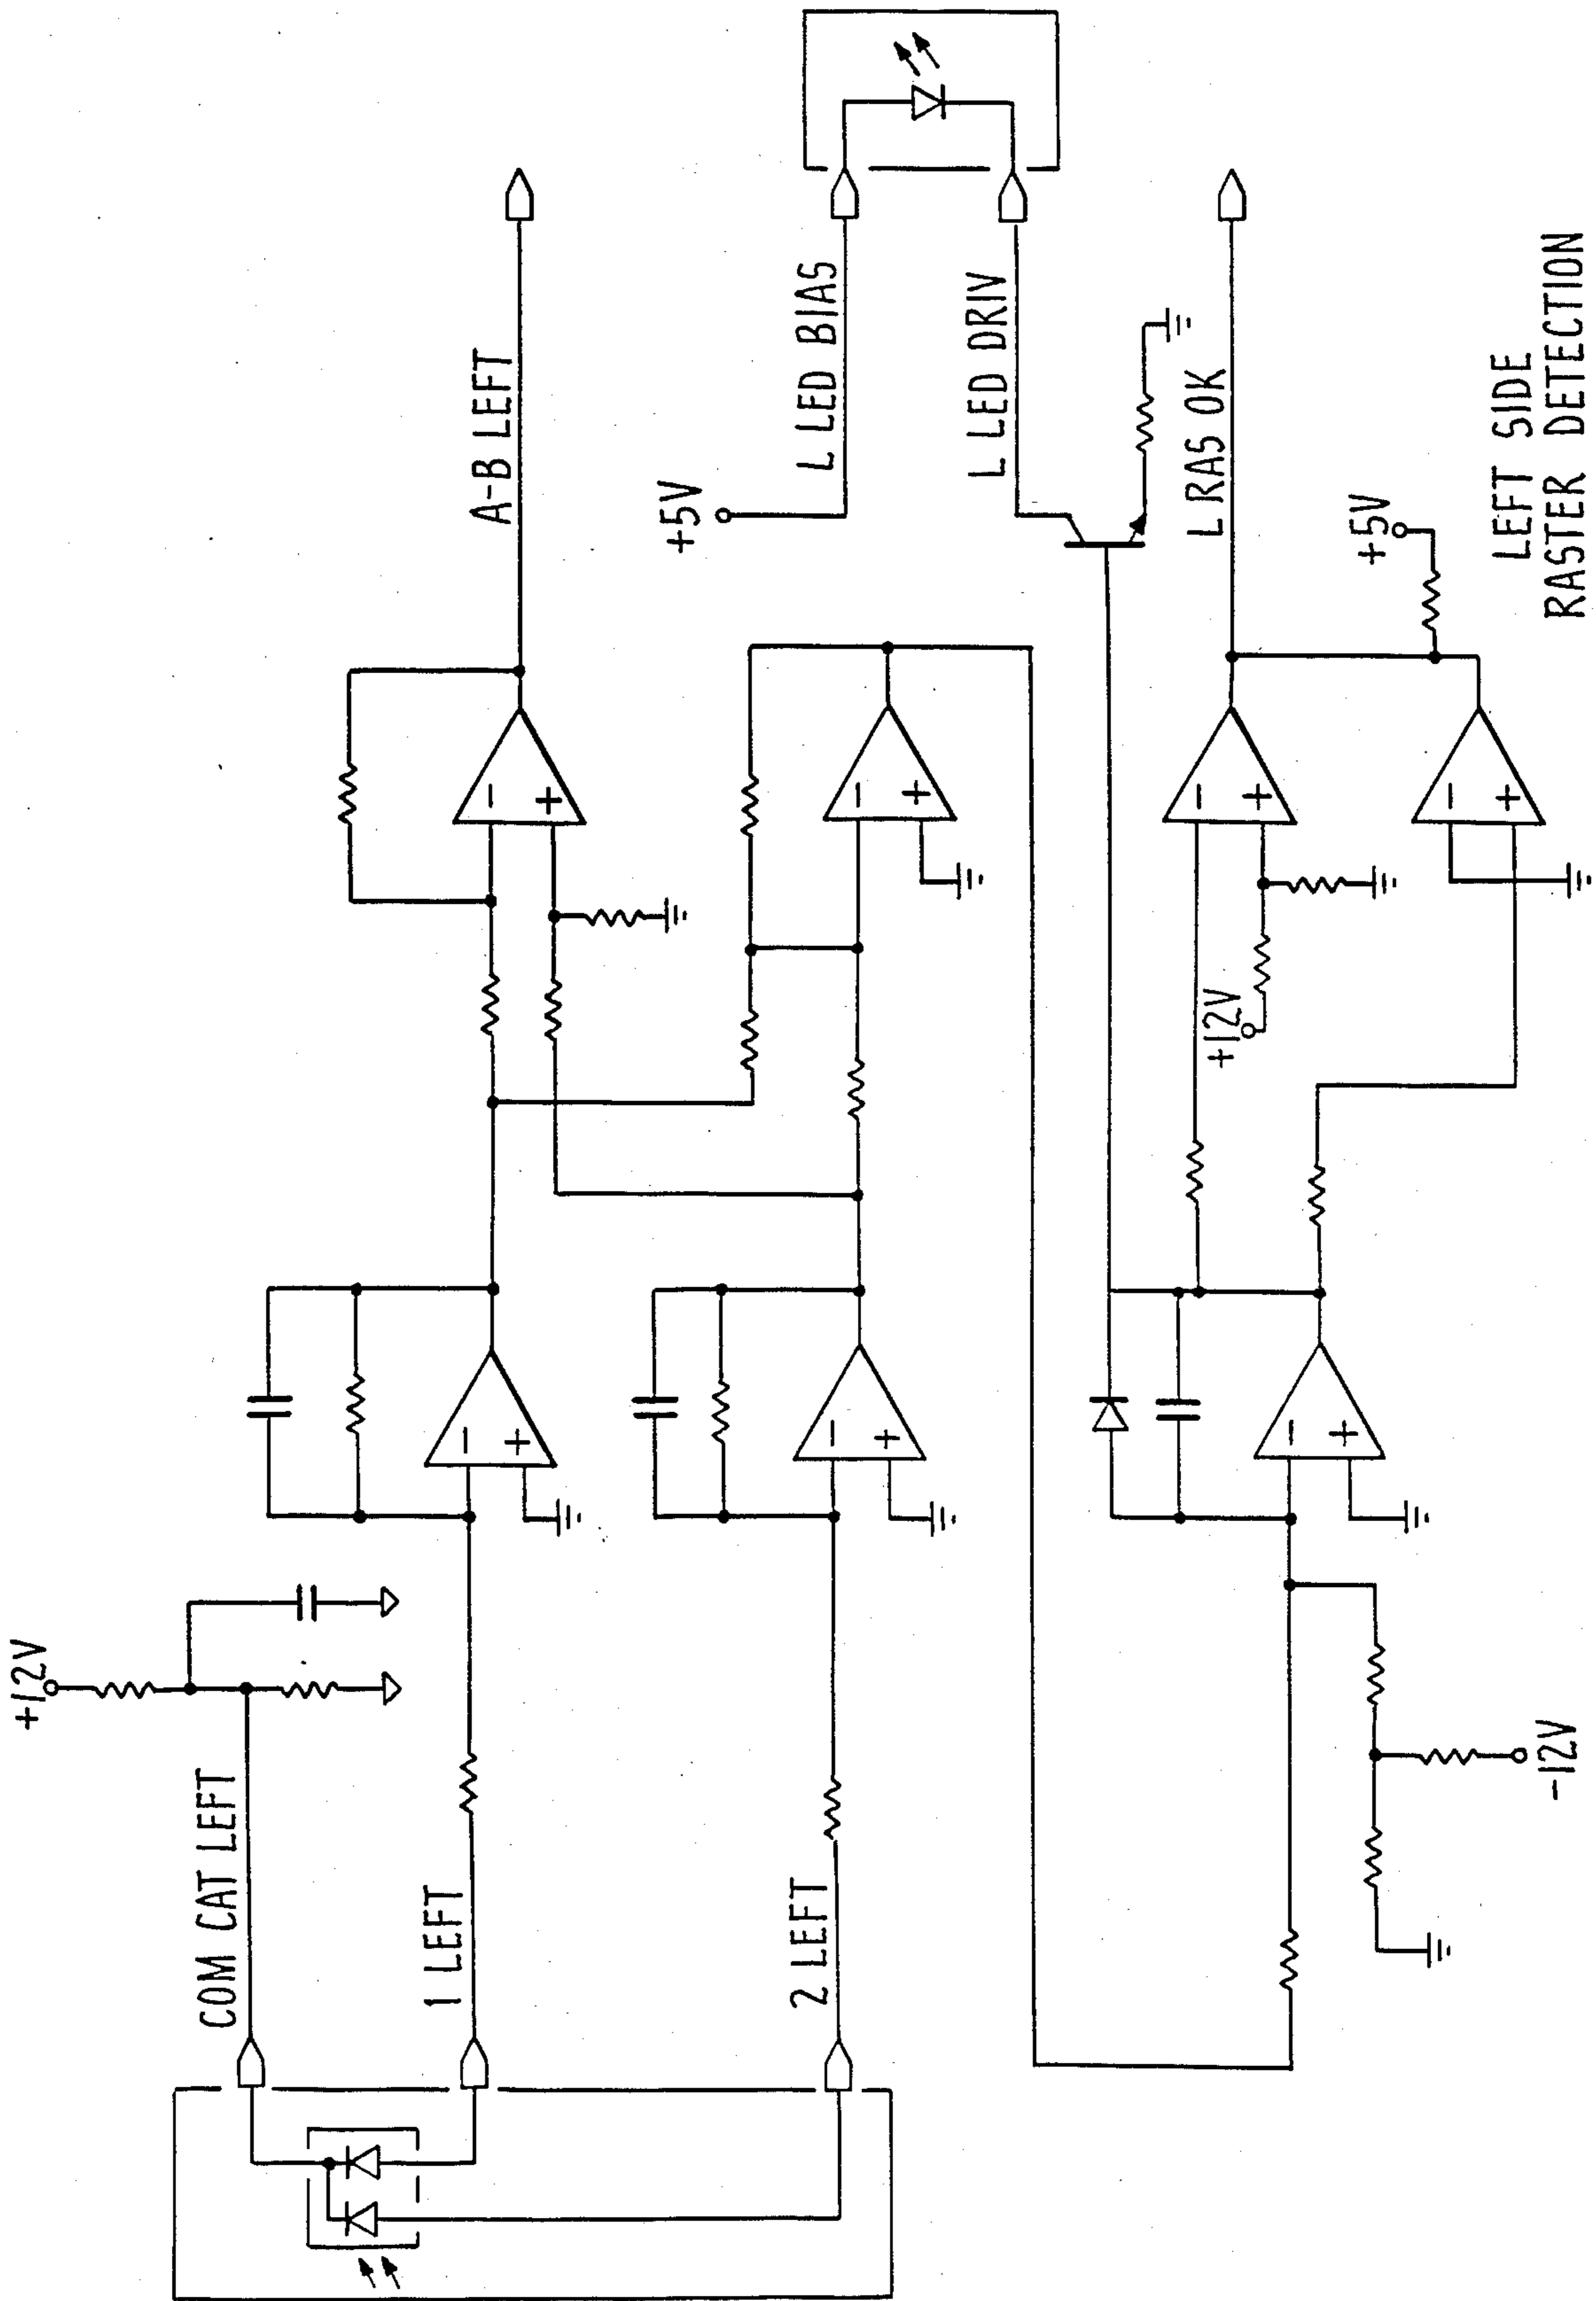 +12V
COM CAT LEFT
1 LEFT
2 LEFT
-12V
A-B LEFT
+5V
L LED BIAS
L LED DRIV
LRAS OK
+12V
+5V
LEFT SIDE
RASTER DETECTION